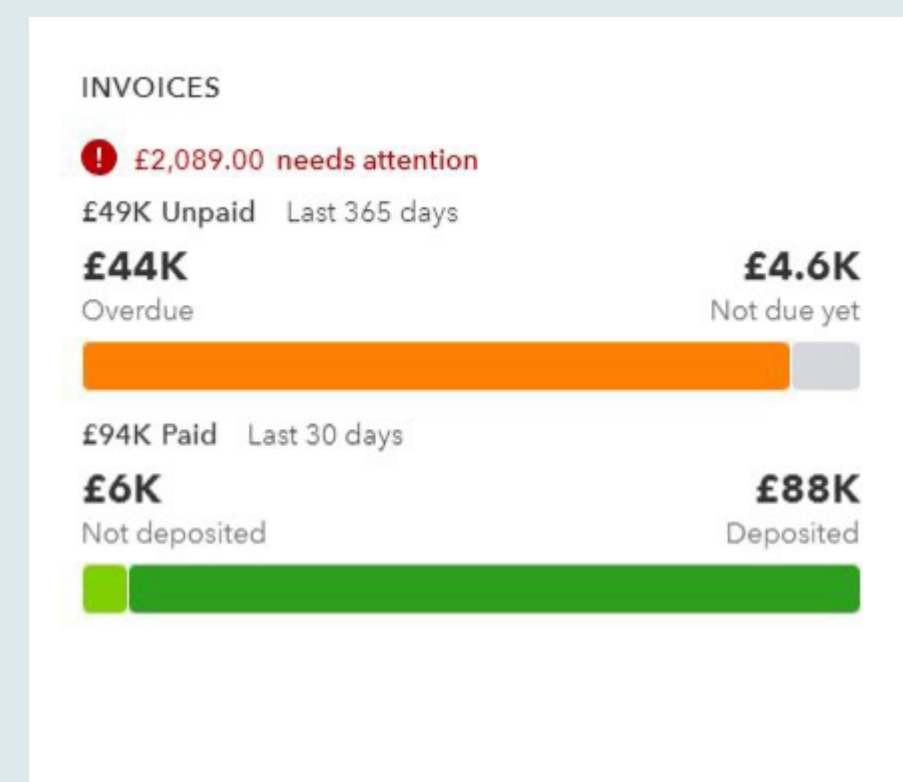 INVOICES
! £2,089.00 needs attention
£49K Unpaid Last 365 days
£44K £4.6K
Overdue Not due yet
£94K Paid Last 30 days
£6K £88K
Not deposited Deposited